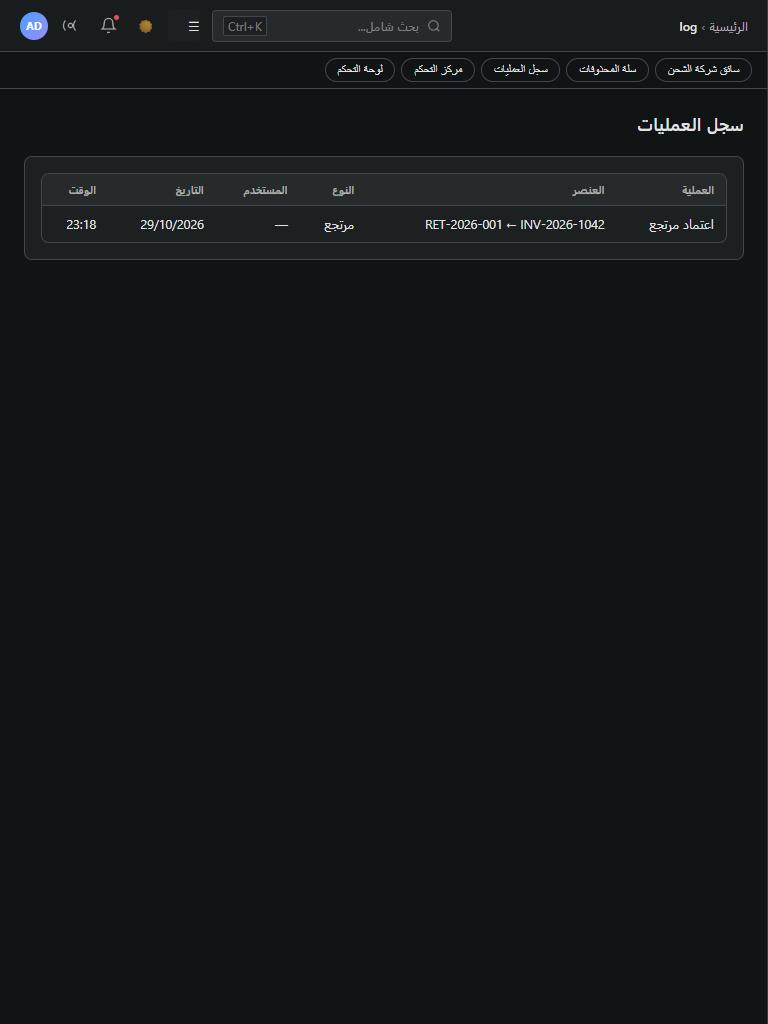 الرئيسية › log بحث شامل... Ctrl+K ☰ AD
سائق شركة الشحن سلة المحذوفات سجل العمليات مركز التحكم لوحة التحكم
سجل العمليات
العملية العنصر النوع المستخدم التاريخ الوقت
اعتماد مرتجع RET-2026-001 ← INV-2026-1042 مرتجع — 29/10/2026 23:18